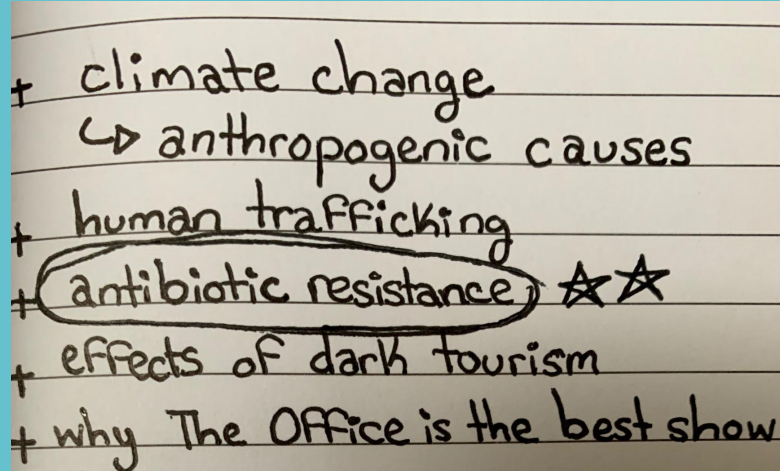 + climate change
↳ anthropogenic causes
+ human trafficking
+ antibiotic resistance ☆☆
+ effects of dark tourism
+ why The Office is the best show